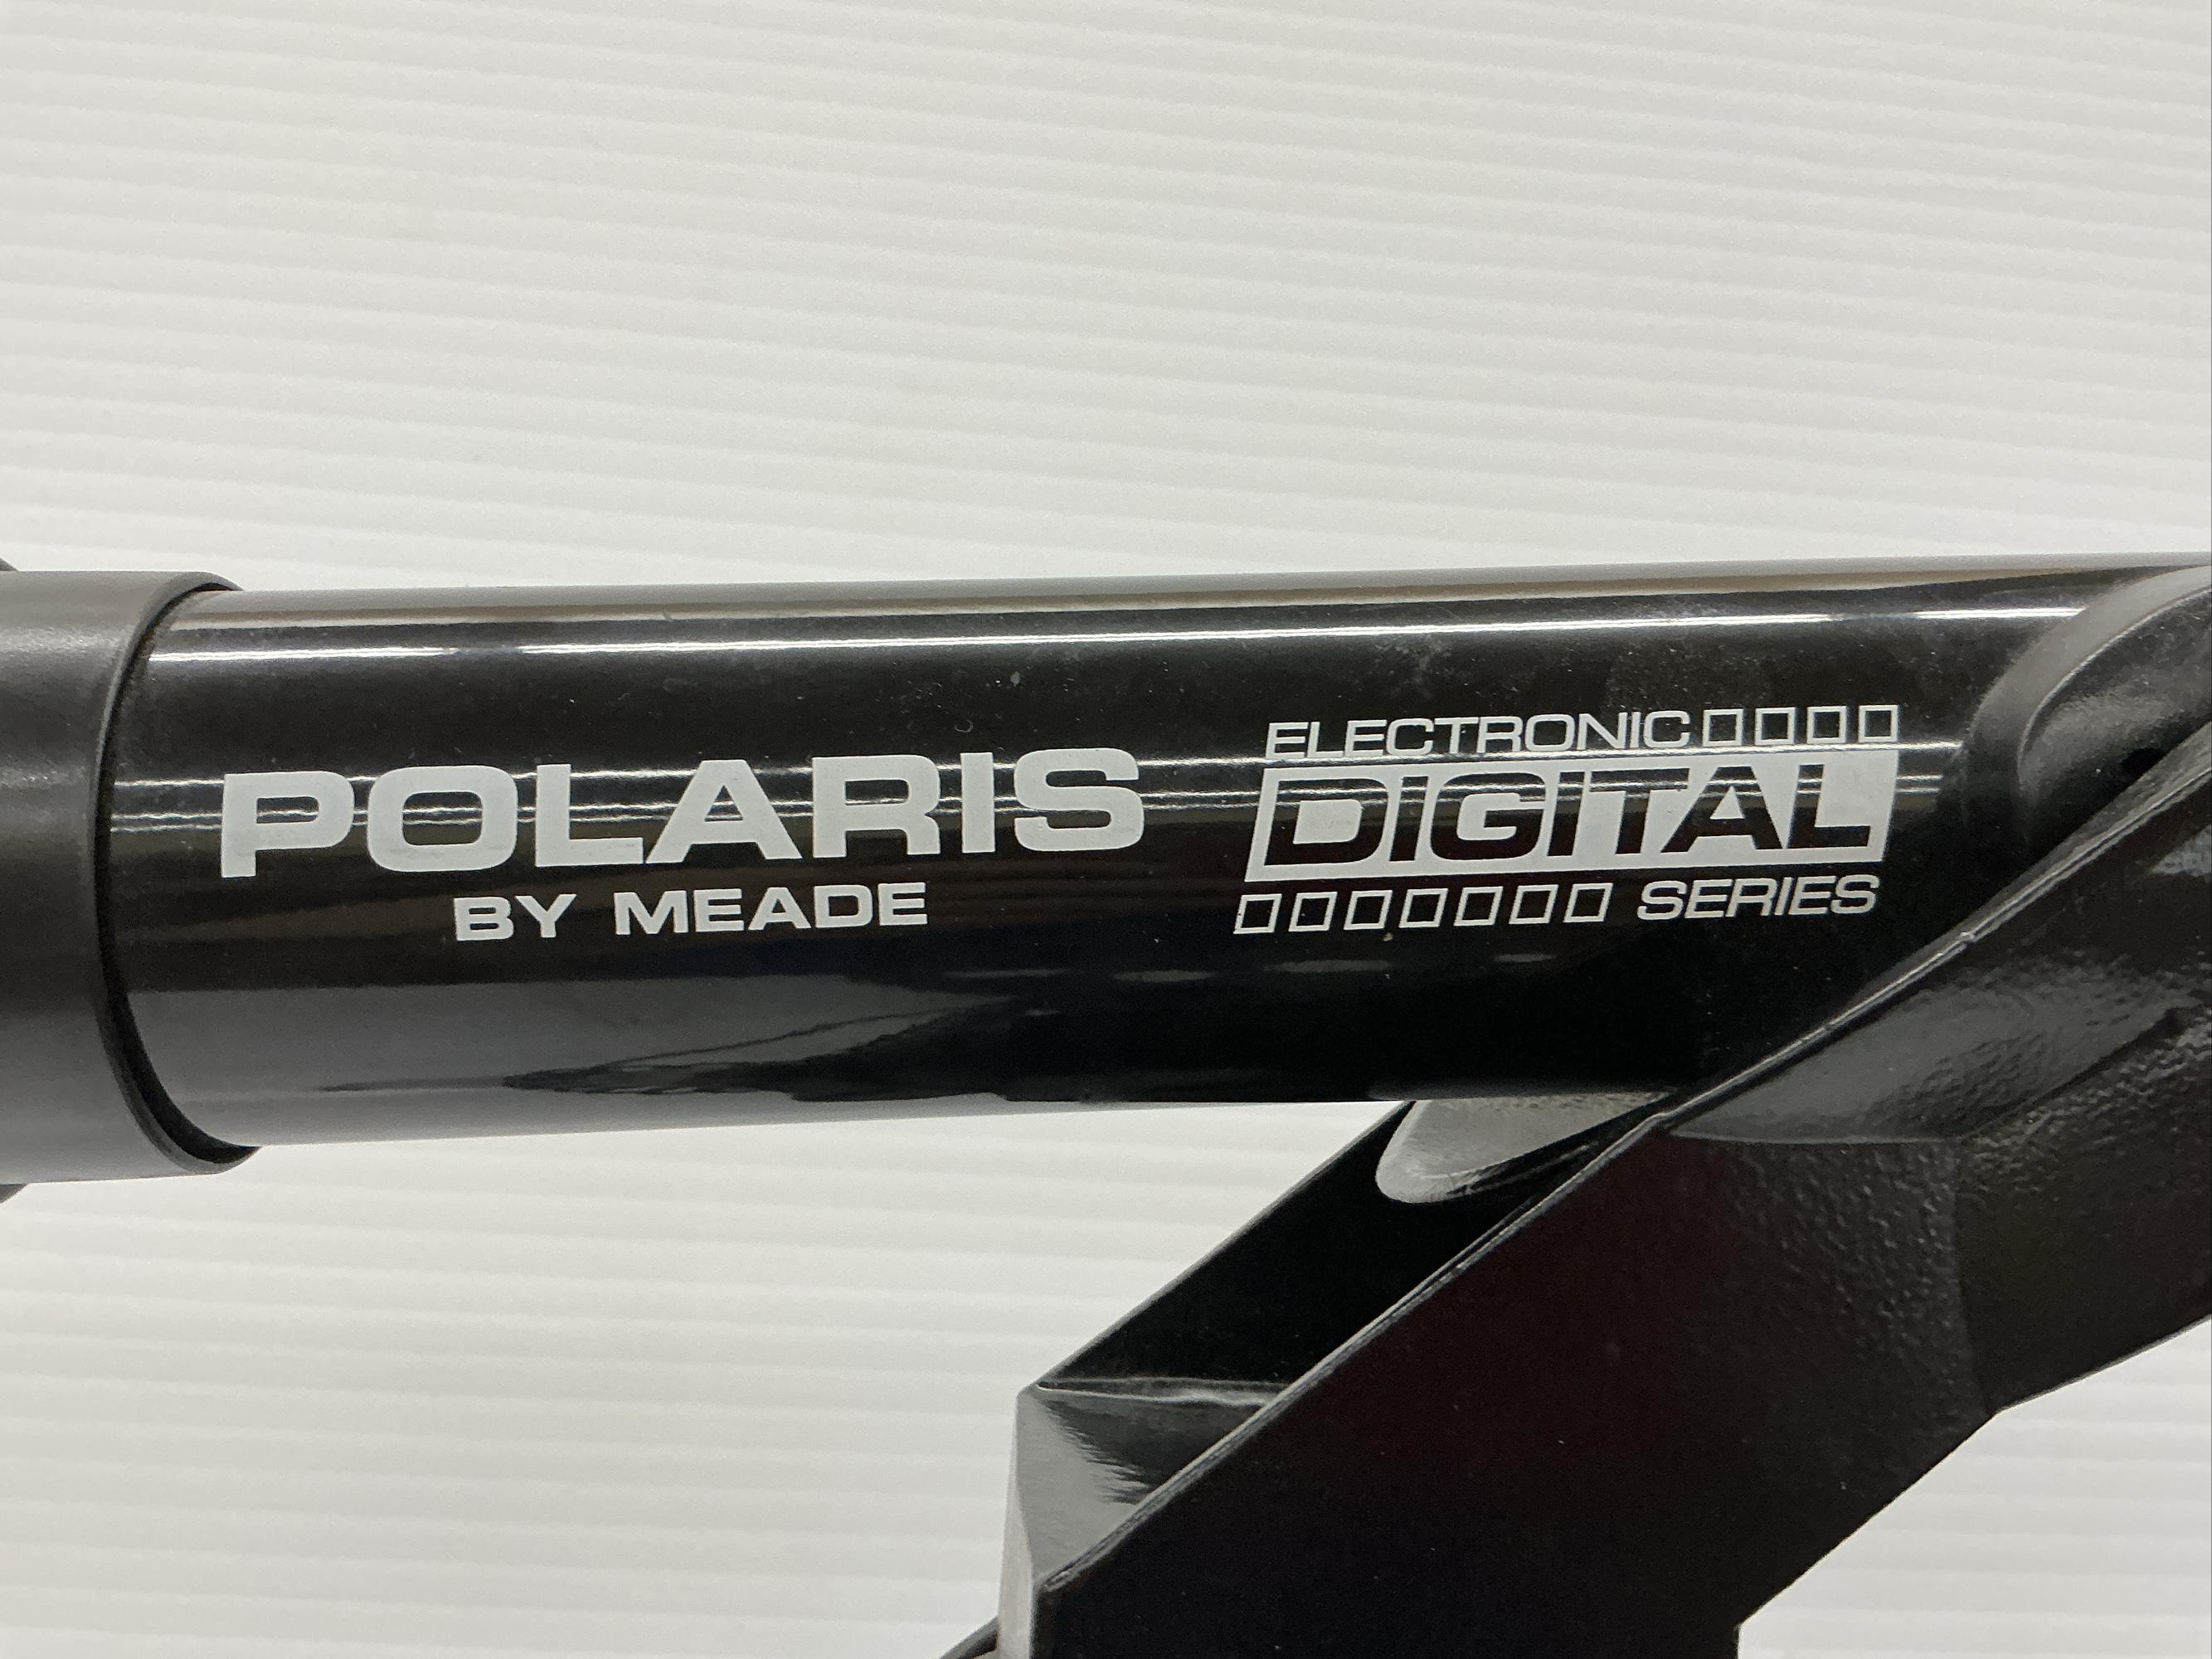 POLARIS
BY MEADE
ELECTRONIC
DIGITAL
SERIES